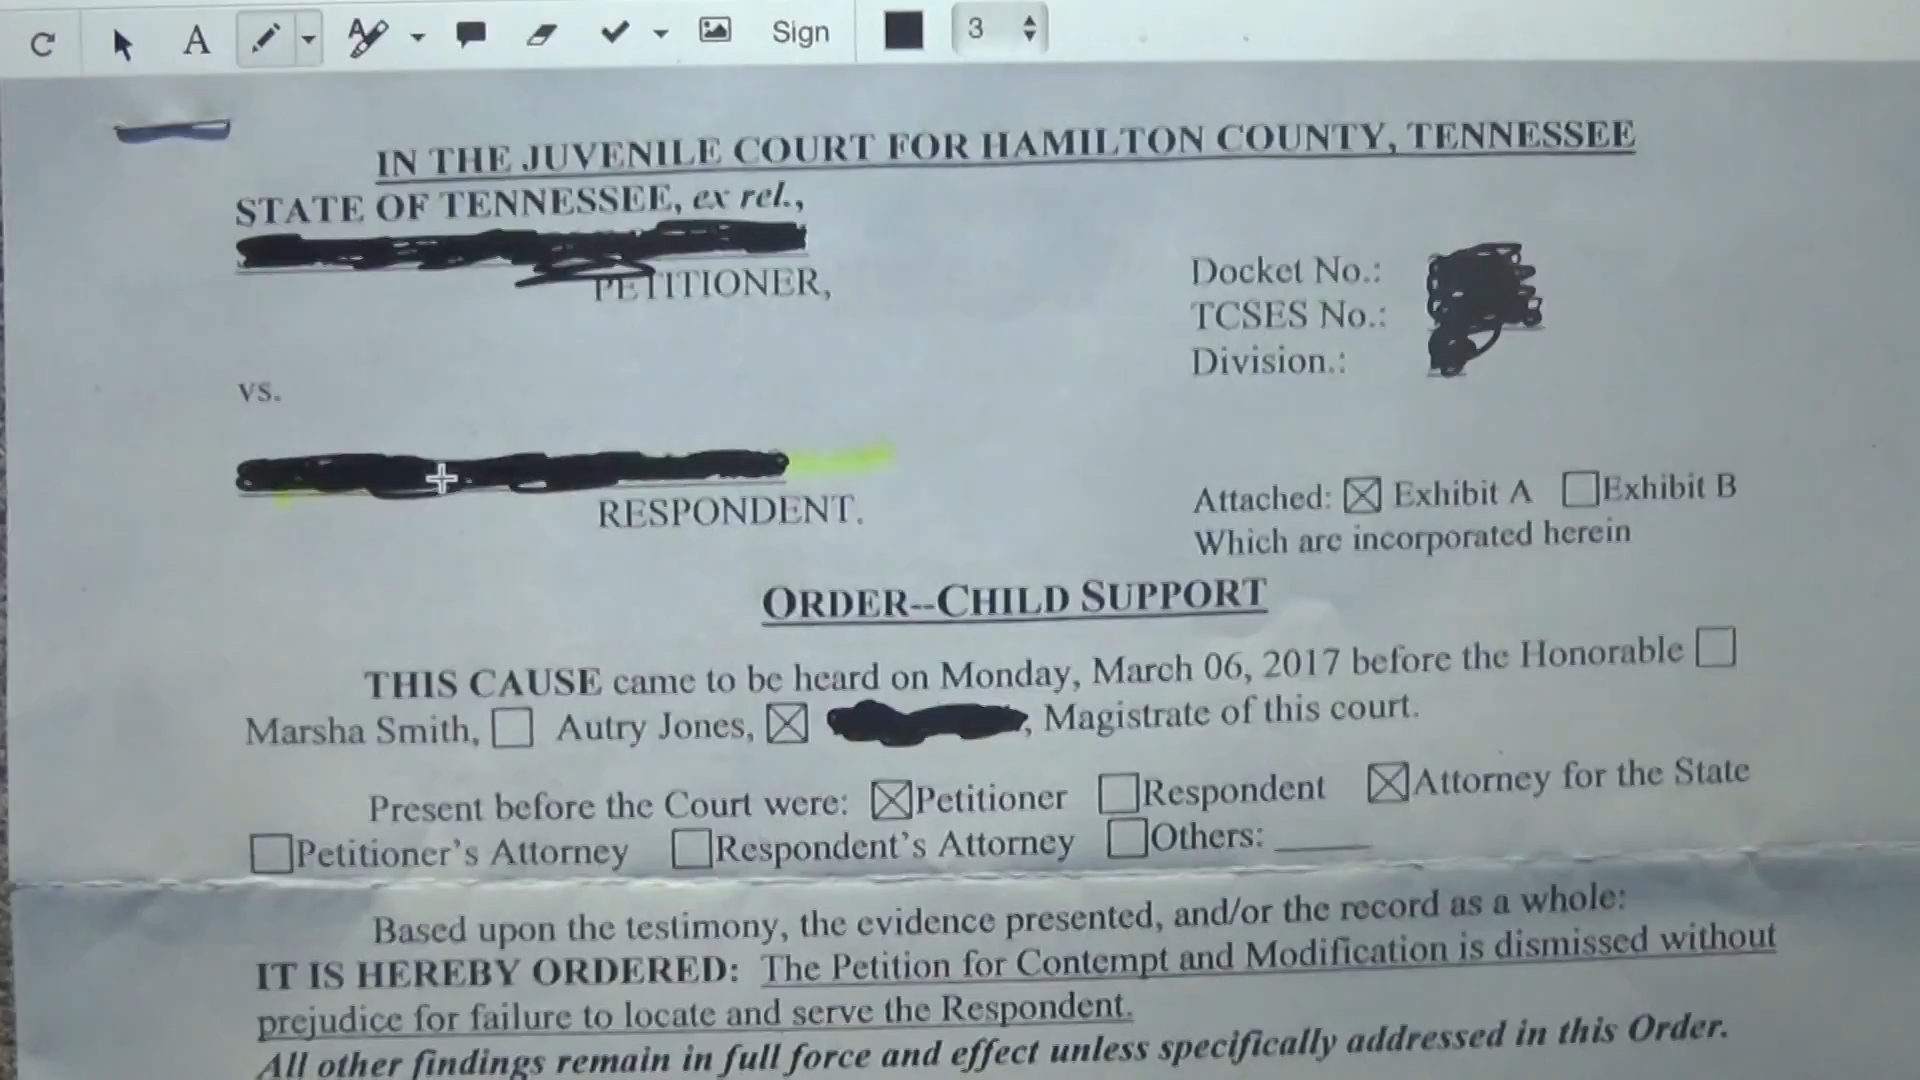 A Sign 3
IN THE JUVENILE COURT FOR HAMILTON COUNTY, TENNESSEE
STATE OF TENNESSEE, ex rel.,
PETITIONER,
Docket No.:
TCSES No.:
Division.:
vs.
RESPONDENT.
Attached: Exhibit A Exhibit B
Which are incorporated herein
ORDER--CHILD SUPPORT
THIS CAUSE came to be heard on Monday, March 06, 2017 before the Honorable
Marsha Smith, Autry Jones, , Magistrate of this court.
Present before the Court were: Petitioner Respondent Attorney for the State
Petitioner's Attorney Respondent's Attorney Others:
Based upon the testimony, the evidence presented, and/or the record as a whole:
IT IS HEREBY ORDERED: The Petition for Contempt and Modification is dismissed without
prejudice for failure to locate and serve the Respondent.
All other findings remain in full force and effect unless specifically addressed in this Order.